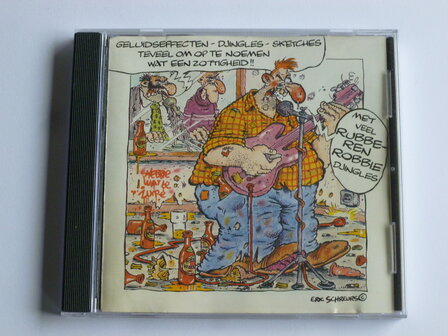 GELUIDSEFFECTEN - DJINGLES - SKETCHES
TEVEEL OM OP TE NOEMEN
WAT EEN ZOTTIGHEID!!
MET
VEEL
RUBBE-
REN
ROBBIE
DJINGLES
ERIC SCHREURS©